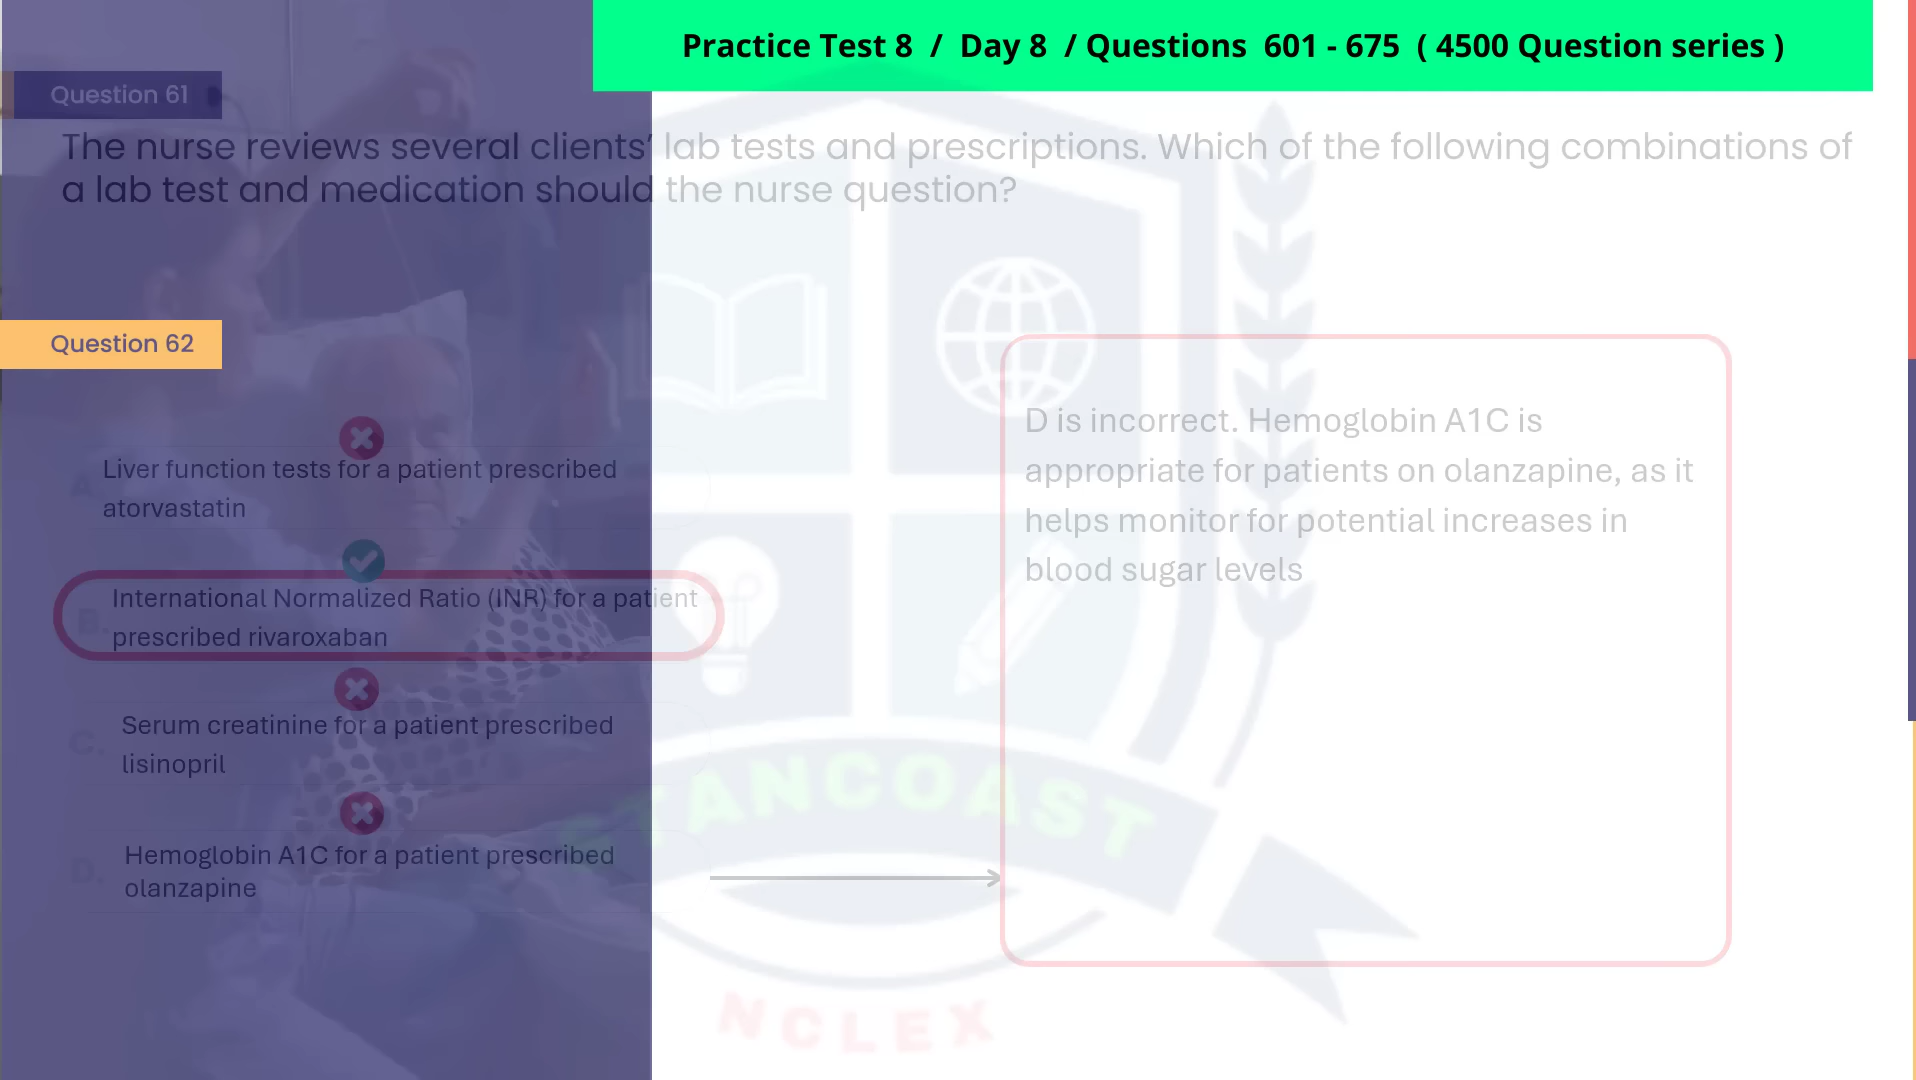 Practice Test 8 / Day 8 / Questions 601 - 675 ( 4500 Question series )
Question 61
The nurse reviews several clients’ lab tests and prescriptions. Which of the following combinations of
a lab test and medication should the nurse question?
Question 62
A.
Liver function tests for a patient prescribed
atorvastatin
B.
International Normalized Ratio (INR) for a patient
prescribed rivaroxaban
C.
Serum creatinine for a patient prescribed
lisinopril
D.
Hemoglobin A1C for a patient prescribed
olanzapine
D is incorrect. Hemoglobin A1C is
appropriate for patients on olanzapine, as it
helps monitor for potential increases in
blood sugar levels
STANCOAST
NCLEX